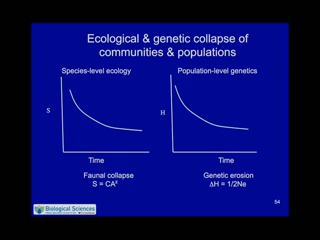 Ecological & genetic collapse of
communities & populations
Species-level ecology
Population-level genetics
S
H
Time
Time
Faunal collapse
S = CAᶻ
Genetic erosion
ΔH = 1/2Ne
Biological Sciences
54